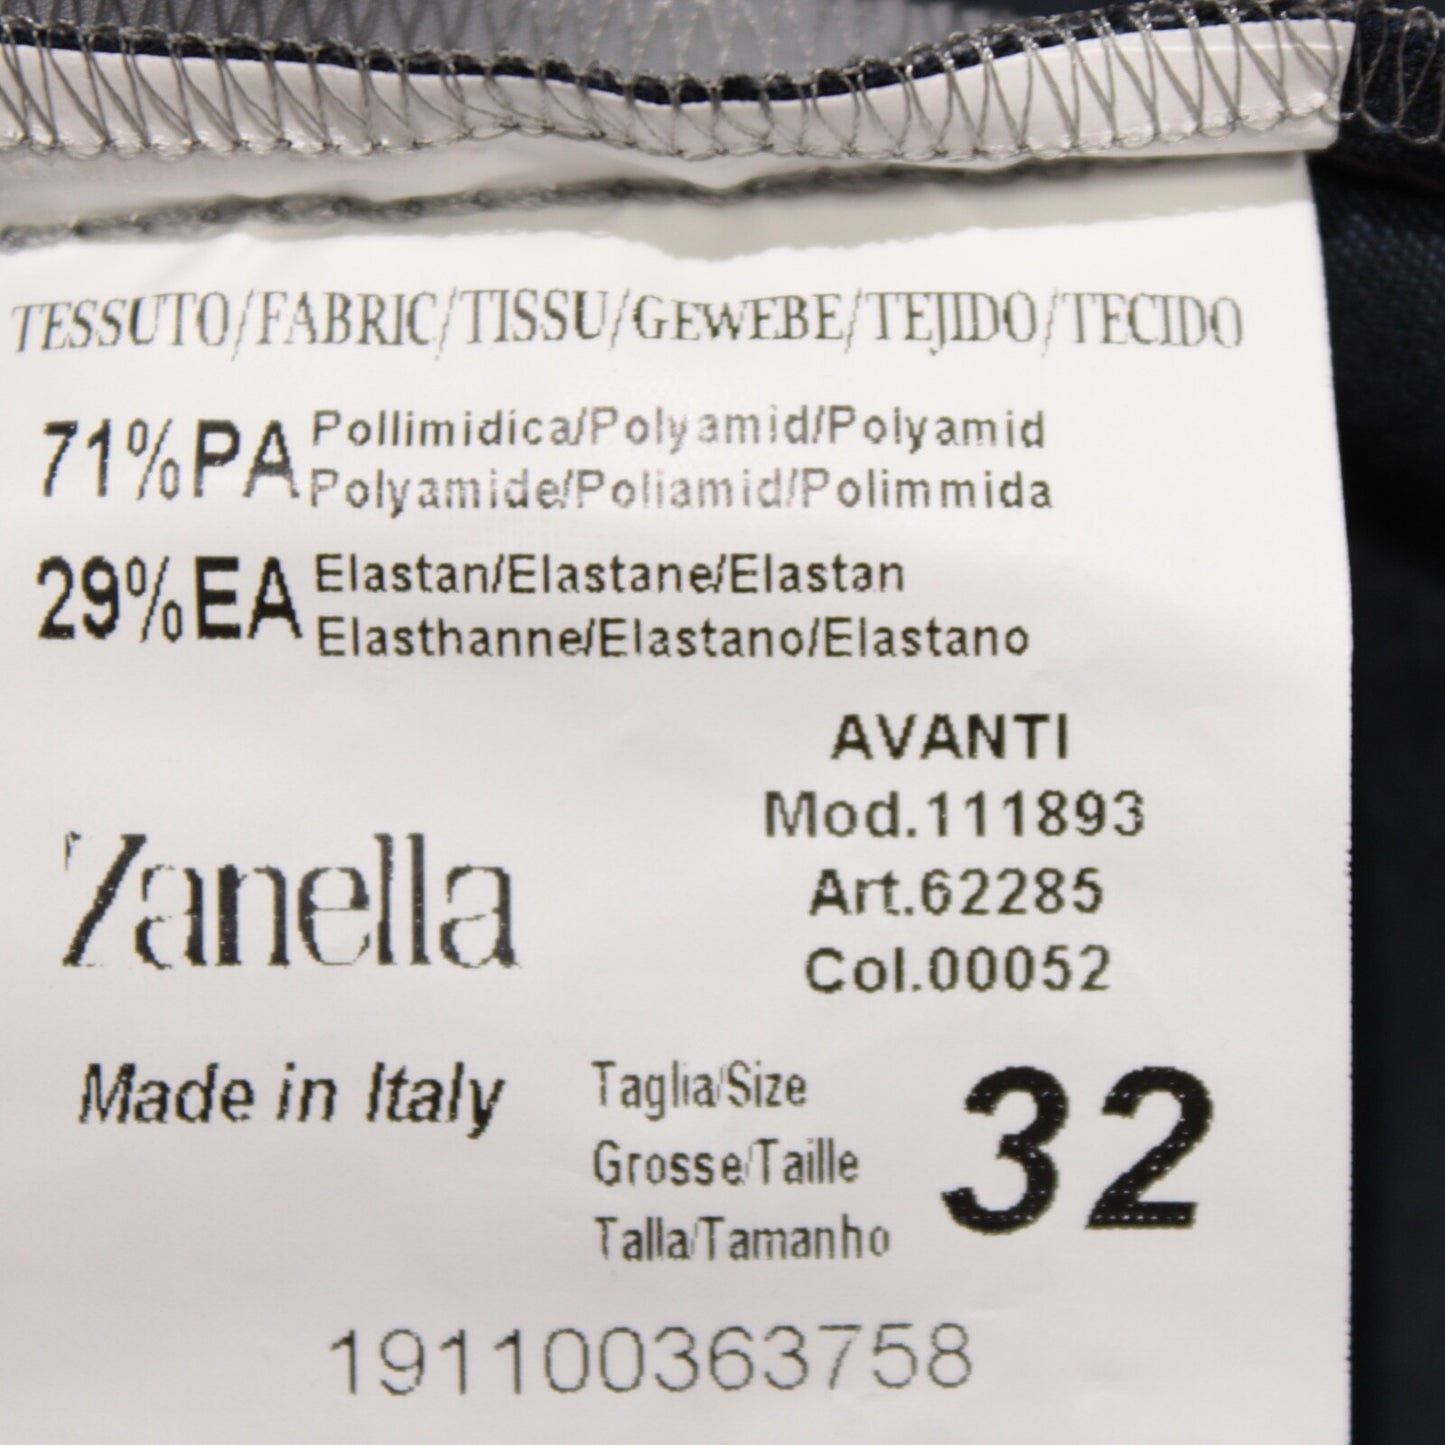 TESSUTO/FABRIC/TISSU/GEWEBE/TEJIDO/TECIDO
71%PA Pollimidica/Polyamid/Polyamid
Polyamide/Poliamid/Polimmida
29%EA Elastan/Elastane/Elastan
Elasthanne/Elastano/Elastano
AVANTI
Mod.111893
Art.62285
Col.00052
Zanella
Made in Italy
Taglia/Size
Grosse/Taille
Talla/Tamanho
32
191100363758